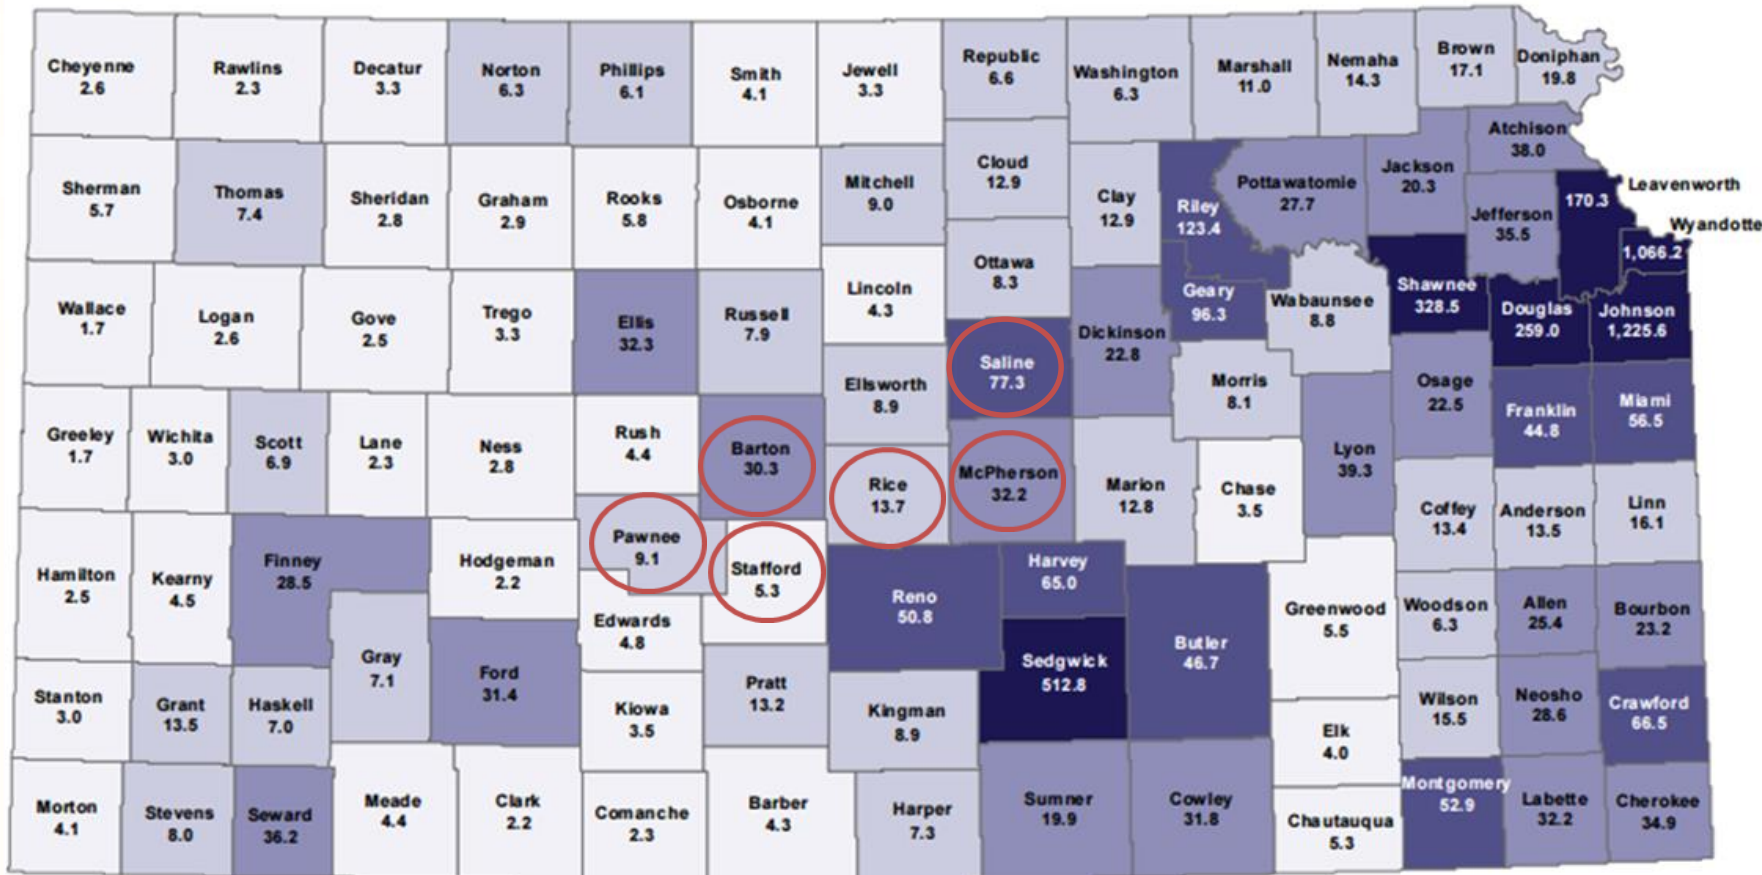 Cheyenne
2.6
Rawlins
2.3
Decatur
3.3
Norton
6.3
Phillips
6.1
Smith
4.1
Jewell
3.3
Republic
6.6
Washington
6.3
Marshall
11.0
Nemaha
14.3
Brown
17.1
Doniphan
19.8
Atchison
38.0
Sherman
5.7
Thomas
7.4
Sheridan
2.8
Graham
2.9
Rooks
5.8
Osborne
4.1
Mitchell
9.0
Cloud
12.9
Clay
12.9
Riley
123.4
Pottawatomie
27.7
Jackson
20.3
Jefferson
35.5
170.3
Leavenworth
Wyandotte
1,066.2
Wallace
1.7
Logan
2.6
Gove
2.5
Trego
3.3
Ellis
32.3
Russell
7.9
Lincoln
4.3
Ottawa
8.3
Geary
96.3
Wabaunsee
8.8
Shawnee
328.5
Douglas
259.0
Johnson
1,225.6
Ellsworth
8.9
Saline
77.3
Dickinson
22.8
Morris
8.1
Osage
22.5
Franklin
44.8
Miami
56.5
Greeley
1.7
Wichita
3.0
Scott
6.9
Lane
2.3
Ness
2.8
Rush
4.4
Barton
30.3
Rice
13.7
McPherson
32.2
Marion
12.8
Chase
3.5
Lyon
39.3
Coffey
13.4
Anderson
13.5
Linn
16.1
Hamilton
2.5
Kearny
4.5
Finney
28.5
Hodgeman
2.2
Pawnee
9.1
Stafford
5.3
Edwards
4.8
Reno
50.8
Harvey
65.0
Sedgwick
512.8
Butler
46.7
Greenwood
5.5
Woodson
6.3
Allen
25.4
Bourbon
23.2
Stanton
3.0
Grant
13.5
Haskell
7.0
Gray
7.1
Ford
31.4
Kiowa
3.5
Pratt
13.2
Kingman
8.9
Elk
4.0
Wilson
15.5
Neosho
28.6
Crawford
66.5
Morton
4.1
Stevens
8.0
Seward
36.2
Meade
4.4
Clark
2.2
Comanche
2.3
Barber
4.3
Harper
7.3
Sumner
19.9
Cowley
31.8
Chautauqua
5.3
Montgomery
52.9
Labette
32.2
Cherokee
34.9